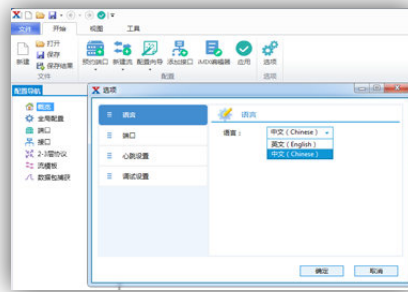 文件 开始 视图 工具
新建
打开
保存
保存结果
预约端口 新建流 配置向导 添加接口 iMIX编辑器 应用 选项
文件 配置 选项
配置导航
概览
全局配置
端口
接口
2-3层协议
流模板
数据包捕获
选项
语言
端口
心跳设置
调试设置
语言
语言：
中文（Chinese）
英文（English）
中文（Chinese）
确定 取消